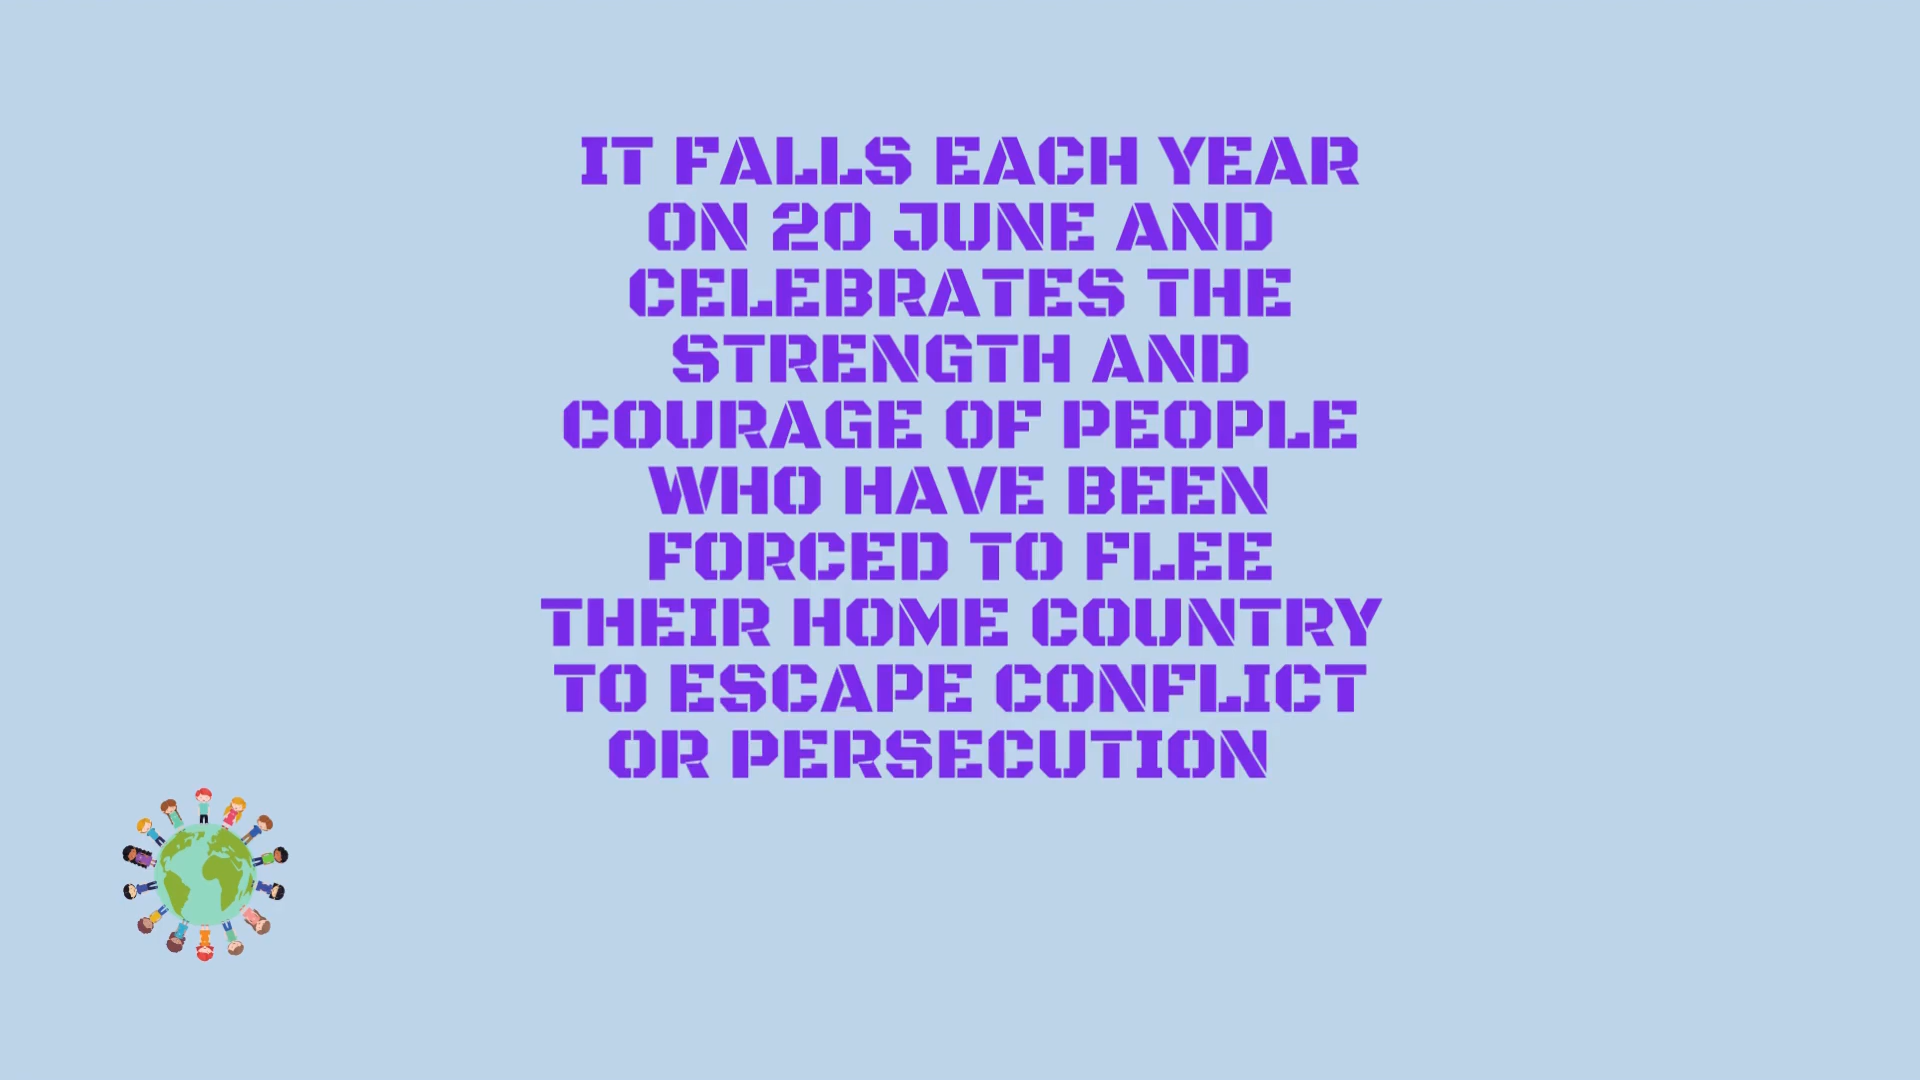 IT FALLS EACH YEAR
ON 20 JUNE AND
CELEBRATES THE
STRENGTH AND
COURAGE OF PEOPLE
WHO HAVE BEEN
FORCED TO FLEE
THEIR HOME COUNTRY
TO ESCAPE CONFLICT
OR PERSECUTION